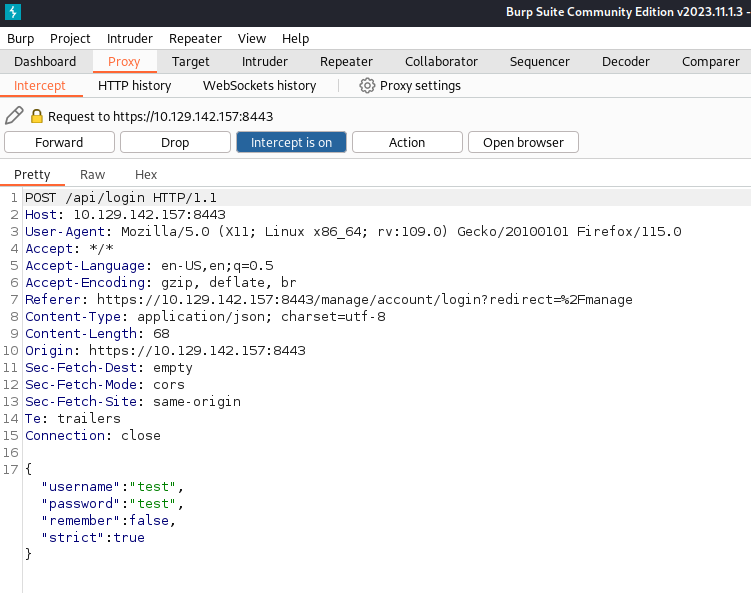 Burp Suite Community Edition v2023.11.1.3 -
Burp Project Intruder Repeater View Help
Dashboard Proxy Target Intruder Repeater Collaborator Sequencer Decoder Comparer
Intercept HTTP history WebSockets history Proxy settings
Request to https://10.129.142.157:8443
Forward Drop Intercept is on Action Open browser
Pretty Raw Hex
1 POST /api/login HTTP/1.1
2 Host: 10.129.142.157:8443
3 User-Agent: Mozilla/5.0 (X11; Linux x86_64; rv:109.0) Gecko/20100101 Firefox/115.0
4 Accept: */*
5 Accept-Language: en-US,en;q=0.5
6 Accept-Encoding: gzip, deflate, br
7 Referer: https://10.129.142.157:8443/manage/account/login?redirect=%2Fmanage
8 Content-Type: application/json; charset=utf-8
9 Content-Length: 68
10 Origin: https://10.129.142.157:8443
11 Sec-Fetch-Dest: empty
12 Sec-Fetch-Mode: cors
13 Sec-Fetch-Site: same-origin
14 Te: trailers
15 Connection: close
16
17 {
"username":"test",
"password":"test",
"remember":false,
"strict":true
}